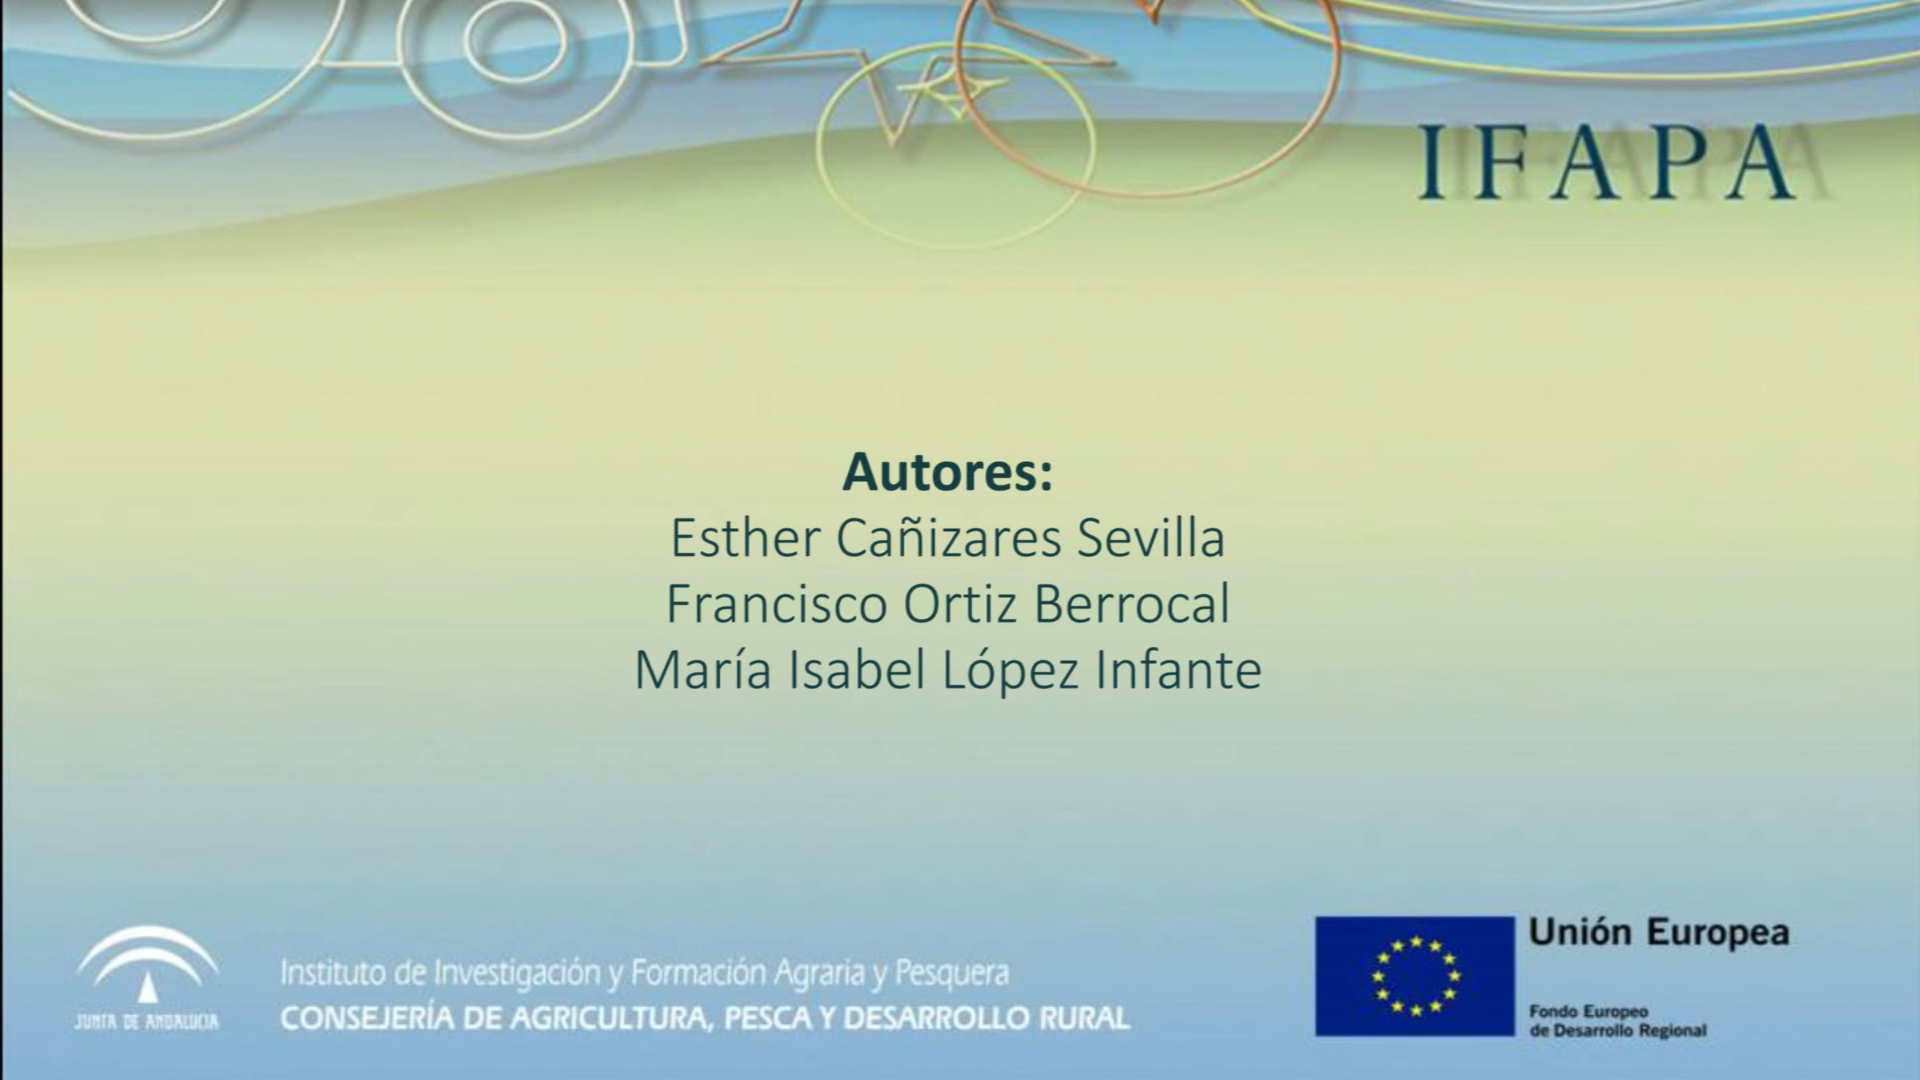 IFAPA
Autores:
Esther Cañizares Sevilla
Francisco Ortiz Berrocal
María Isabel López Infante
JUNTA DE ANDALUCIA
Instituto de Investigación y Formación Agraria y Pesquera
CONSEJERÍA DE AGRICULTURA, PESCA Y DESARROLLO RURAL
Unión Europea
Fondo Europeo
de Desarrollo Regional